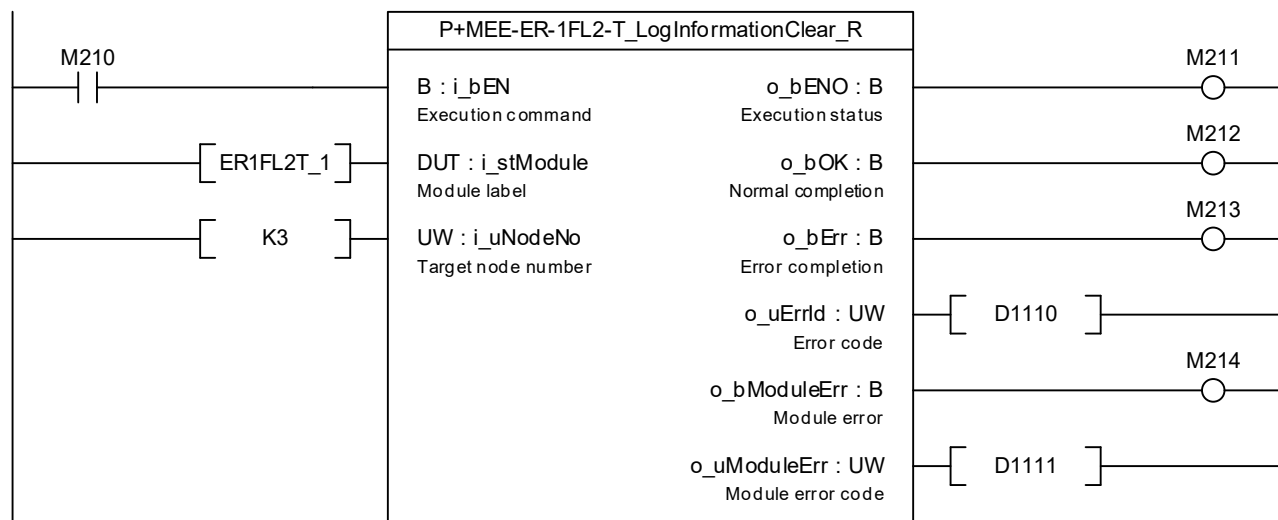 P+MEE-ER-1FL2-T_LogInformationClear_R
M210
M211
B : i_bEN
o_bENO : B
Execution command
Execution status
M212
ER1FL2T_1
DUT : i_stModule
o_bOK : B
Module label
Normal completion
M213
K3
UW : i_uNodeNo
o_bErr : B
Target node number
Error completion
o_uErrId : UW
D1110
Error code
M214
o_bModuleErr : B
Module error
o_uModuleErr : UW
D1111
Module error code